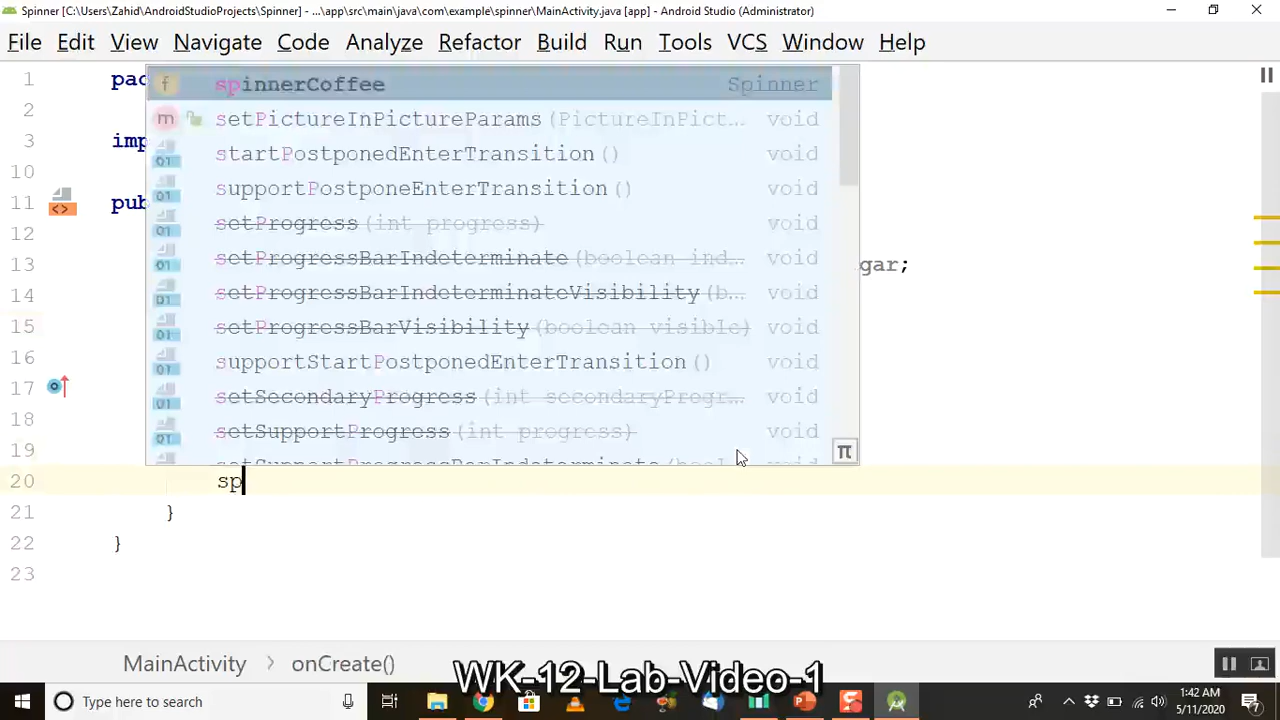 Spinner [C:\Users\Zahid\AndroidStudioProjects\Spinner] - ...\app\src\main\java\com\example\spinner\MainActivity.java [app] - Android Studio (Administrator)
File Edit View Navigate Code Analyze Refactor Build Run Tools VCS Window Help
1 pac
2
3 imp
10
11 pub
12
13 gar;
14
15
16
17
18
19
20 sp
21 }
22 }
23
f spinnerCoffee Spinner
m setPictureInPictureParams(PictureInPict... void
startPostponedEnterTransition()  void
supportPostponeEnterTransition() void
setProgress(int progress) void
setProgressBarIndeterminate(boolean ind... void
setProgressBarIndeterminateVisibility(b... void
setProgressBarVisibility(boolean visible) void
supportStartPostponedEnterTransition() void
setSecondaryProgress(int secondaryProgr... void
setSupportProgress(int progress) void
setSupportProgressBarIndeterminate(bool... void
π
MainActivity > onCreate()
WK-12-Lab-Video-1
Type here to search
1:42 AM
5/11/2020
7